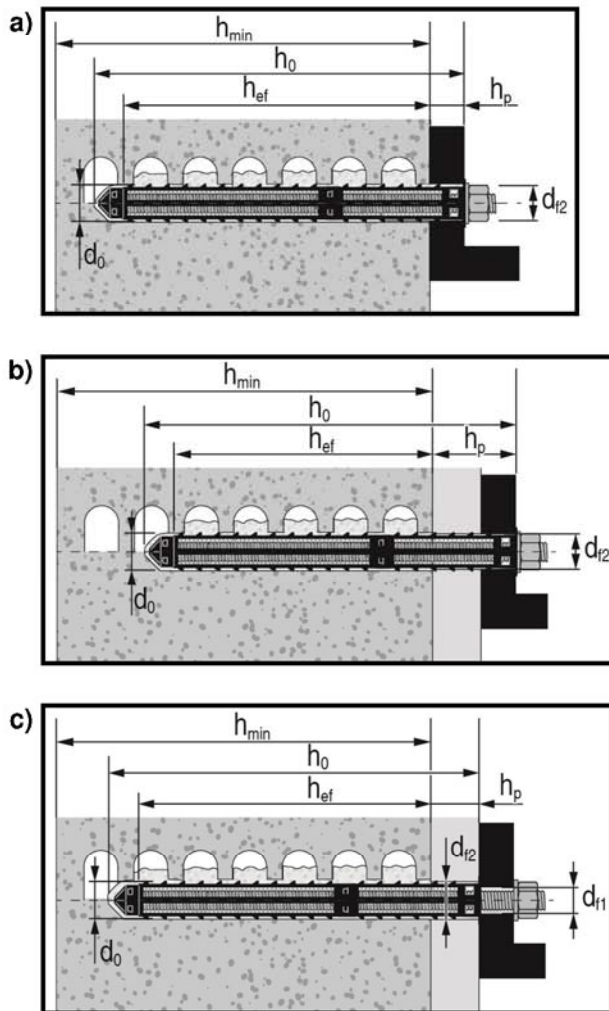 a)
h_min
h_0
h_ef h_p
d_0 d_f2
b)
h_min
h_0
h_ef h_p
d_0 d_f2
c)
h_min
h_0
h_ef h_p
d_f2
d_0 d_f1